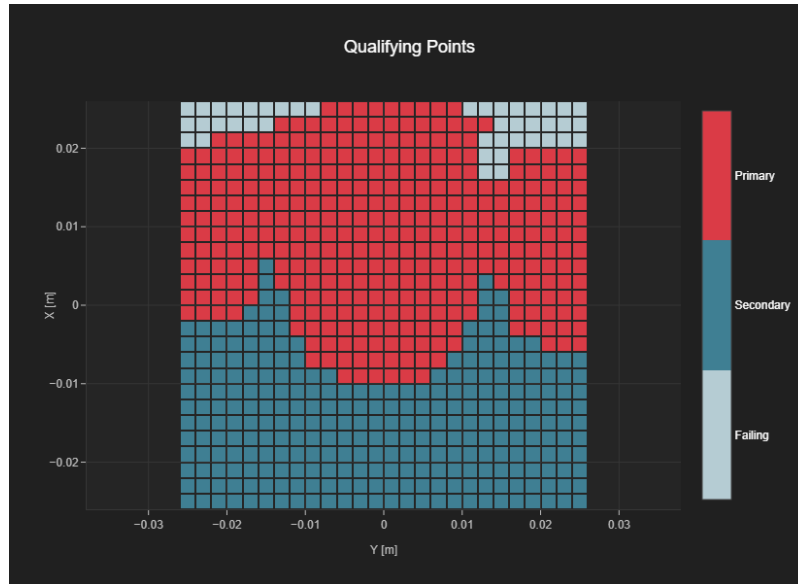 Qualifying Points
0.02
0.01
0
−0.01
−0.02
X [m]
−0.03
−0.02
−0.01
0
0.01
0.02
0.03
Y [m]
Primary
Secondary
Failing